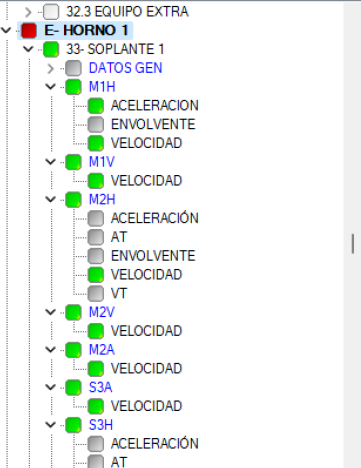 32.3 EQUIPO EXTRA
E- HORNO 1
33- SOPLANTE 1
DATOS GEN
M1H
ACELERACION
ENVOLVENTE
VELOCIDAD
M1V
VELOCIDAD
M2H
ACELERACIÓN
AT
ENVOLVENTE
VELOCIDAD
VT
M2V
VELOCIDAD
M2A
VELOCIDAD
S3A
VELOCIDAD
S3H
ACELERACIÓN
AT